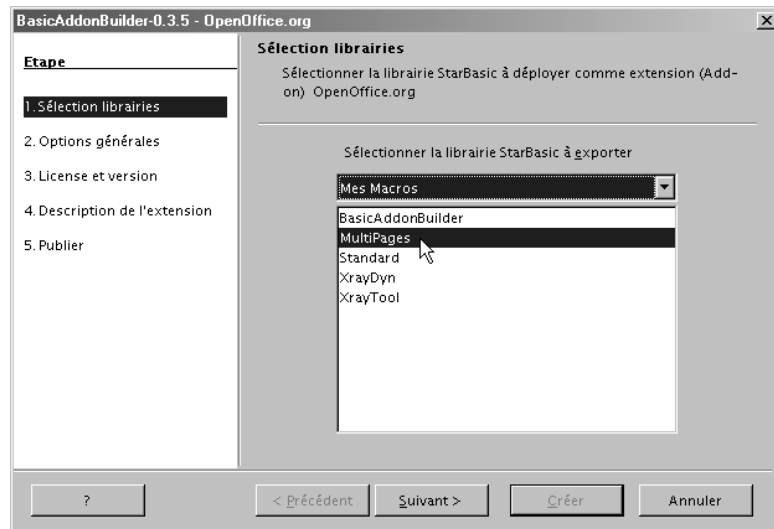 BasicAddonBuilder-0.3.5 - OpenOffice.org
Etape
1. Sélection librairies
2. Options générales
3. License et version
4. Description de l'extension
5. Publier
Sélection librairies
Sélectionner la librairie StarBasic à déployer comme extension (Add-
on) OpenOffice.org
Sélectionner la librairie StarBasic à exporter
Mes Macros
BasicAddonBuilder
MultiPages
Standard
XrayDyn
XrayTool
? < Précédent Suivant > Créer Annuler